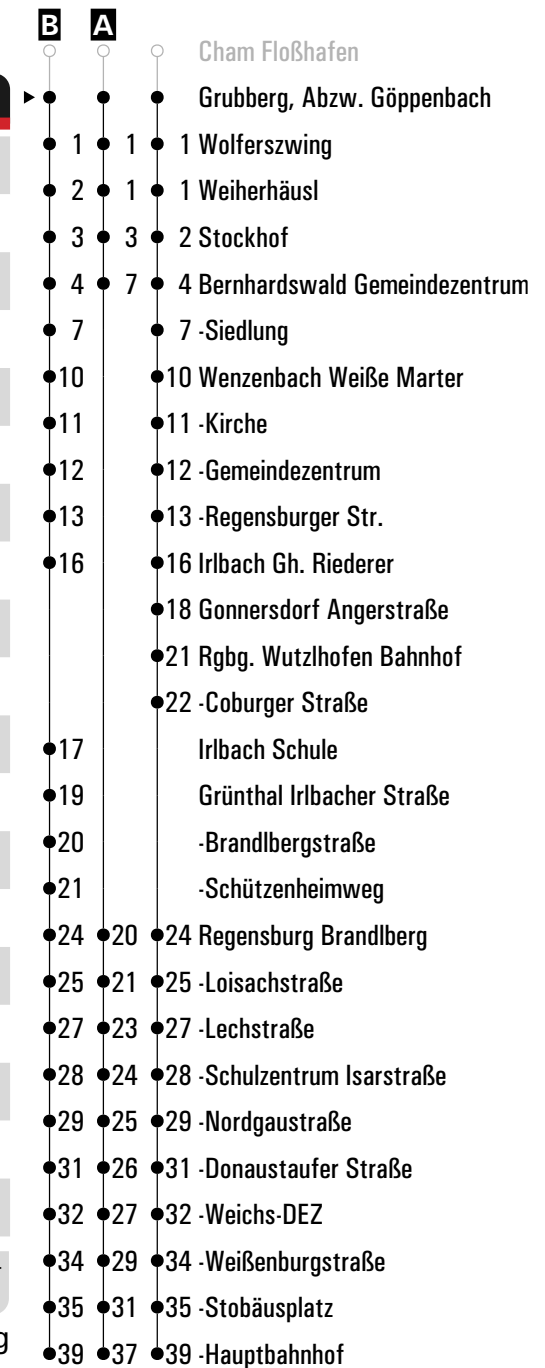 B A
Cham Floßhafen
Grubberg, Abzw. Göppenbach
1 1 1 Wolferszwing
2 1 1 Weiherhäusl
3 3 2 Stockhof
4 7 4 Bernhardswald Gemeindezentrum
7 7 -Siedlung
10 10 Wenzenbach Weiße Marter
11 11 -Kirche
12 12 -Gemeindezentrum
13 13 -Regensburger Str.
16 16 Irlbach Gh. Riederer
18 Gonnersdorf Angerstraße
21 Rgbg. Wutzlhofen Bahnhof
22 -Coburger Straße
17 Irlbach Schule
19 Grünthal Irlbacher Straße
20 -Brandlbergstraße
21 -Schützenheimweg
24 20 24 Regensburg Brandlberg
25 21 25 -Loisachstraße
27 23 27 -Lechstraße
28 24 28 -Schulzentrum Isarstraße
29 25 29 -Nordgaustraße
31 26 31 -Donaustaufer Straße
32 27 32 -Weichs-DEZ
34 29 34 -Weißenburgstraße
35 31 35 -Stobäusplatz
g
39 37 39 -Hauptbahnhof